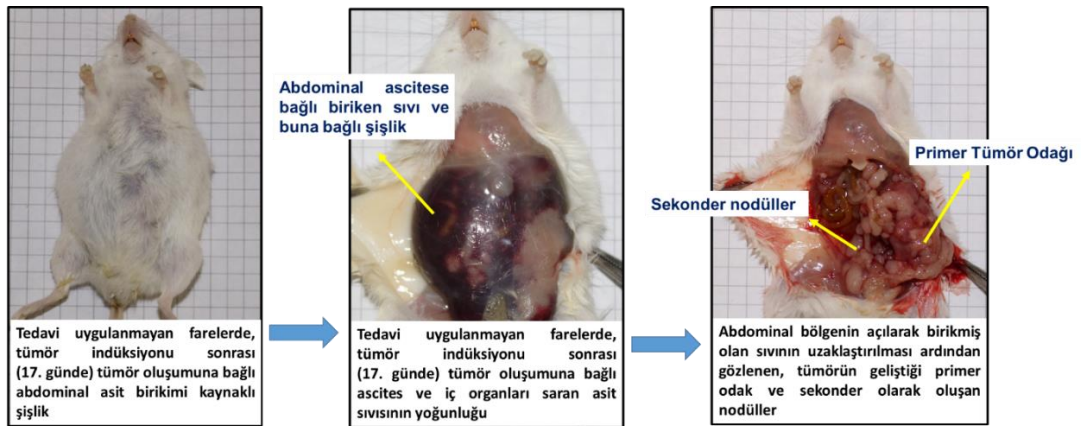 Abdominal ascitese
bağlı biriken sıvı ve
buna bağlı şişlik
Primer Tümör Odağı
Sekonder nodüller
Tedavi uygulanmayan farelerde,
tümör indüksiyonu sonrası
(17. günde) tümör oluşumuna bağlı
abdominal asit birikimi kaynaklı
şişlik
Tedavi uygulanmayan farelerde,
tümör indüksiyonu sonrası
(17. günde) tümör oluşumuna bağlı
ascites ve iç organları saran asit
sıvısının yoğunluğu
Abdominal bölgenin açılarak birikmiş
olan sıvının uzaklaştırılması ardından
gözlenen, tümörün geliştiği primer
odak ve sekonder olarak oluşan
nodüller